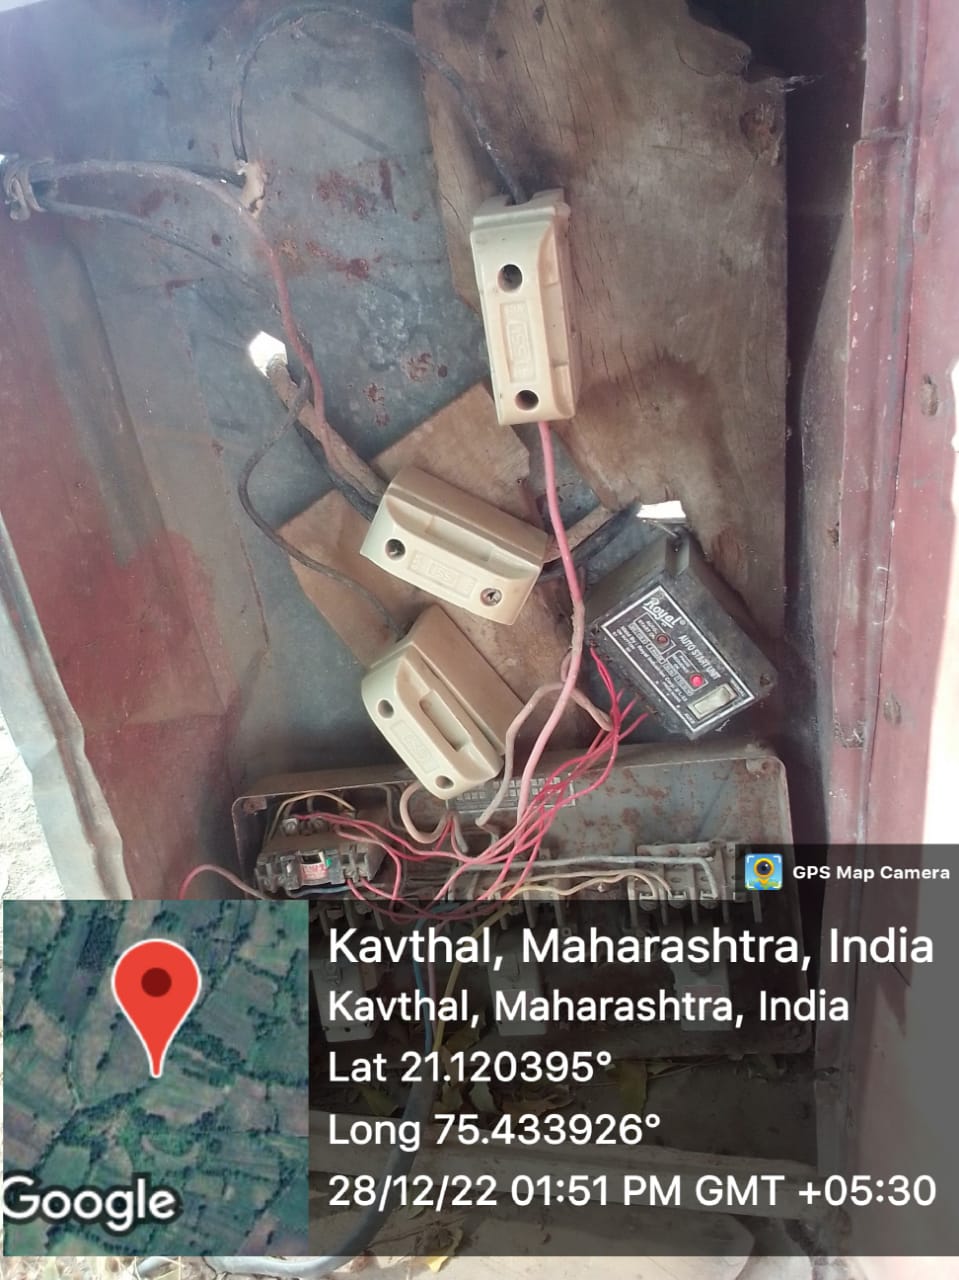 Royal
AUTO START UNIT
GPS Map Camera
Kavthal, Maharashtra, India
Kavthal, Maharashtra, India
Lat 21.120395°
Long 75.433926°
28/12/22 01:51 PM GMT +05:30
Google